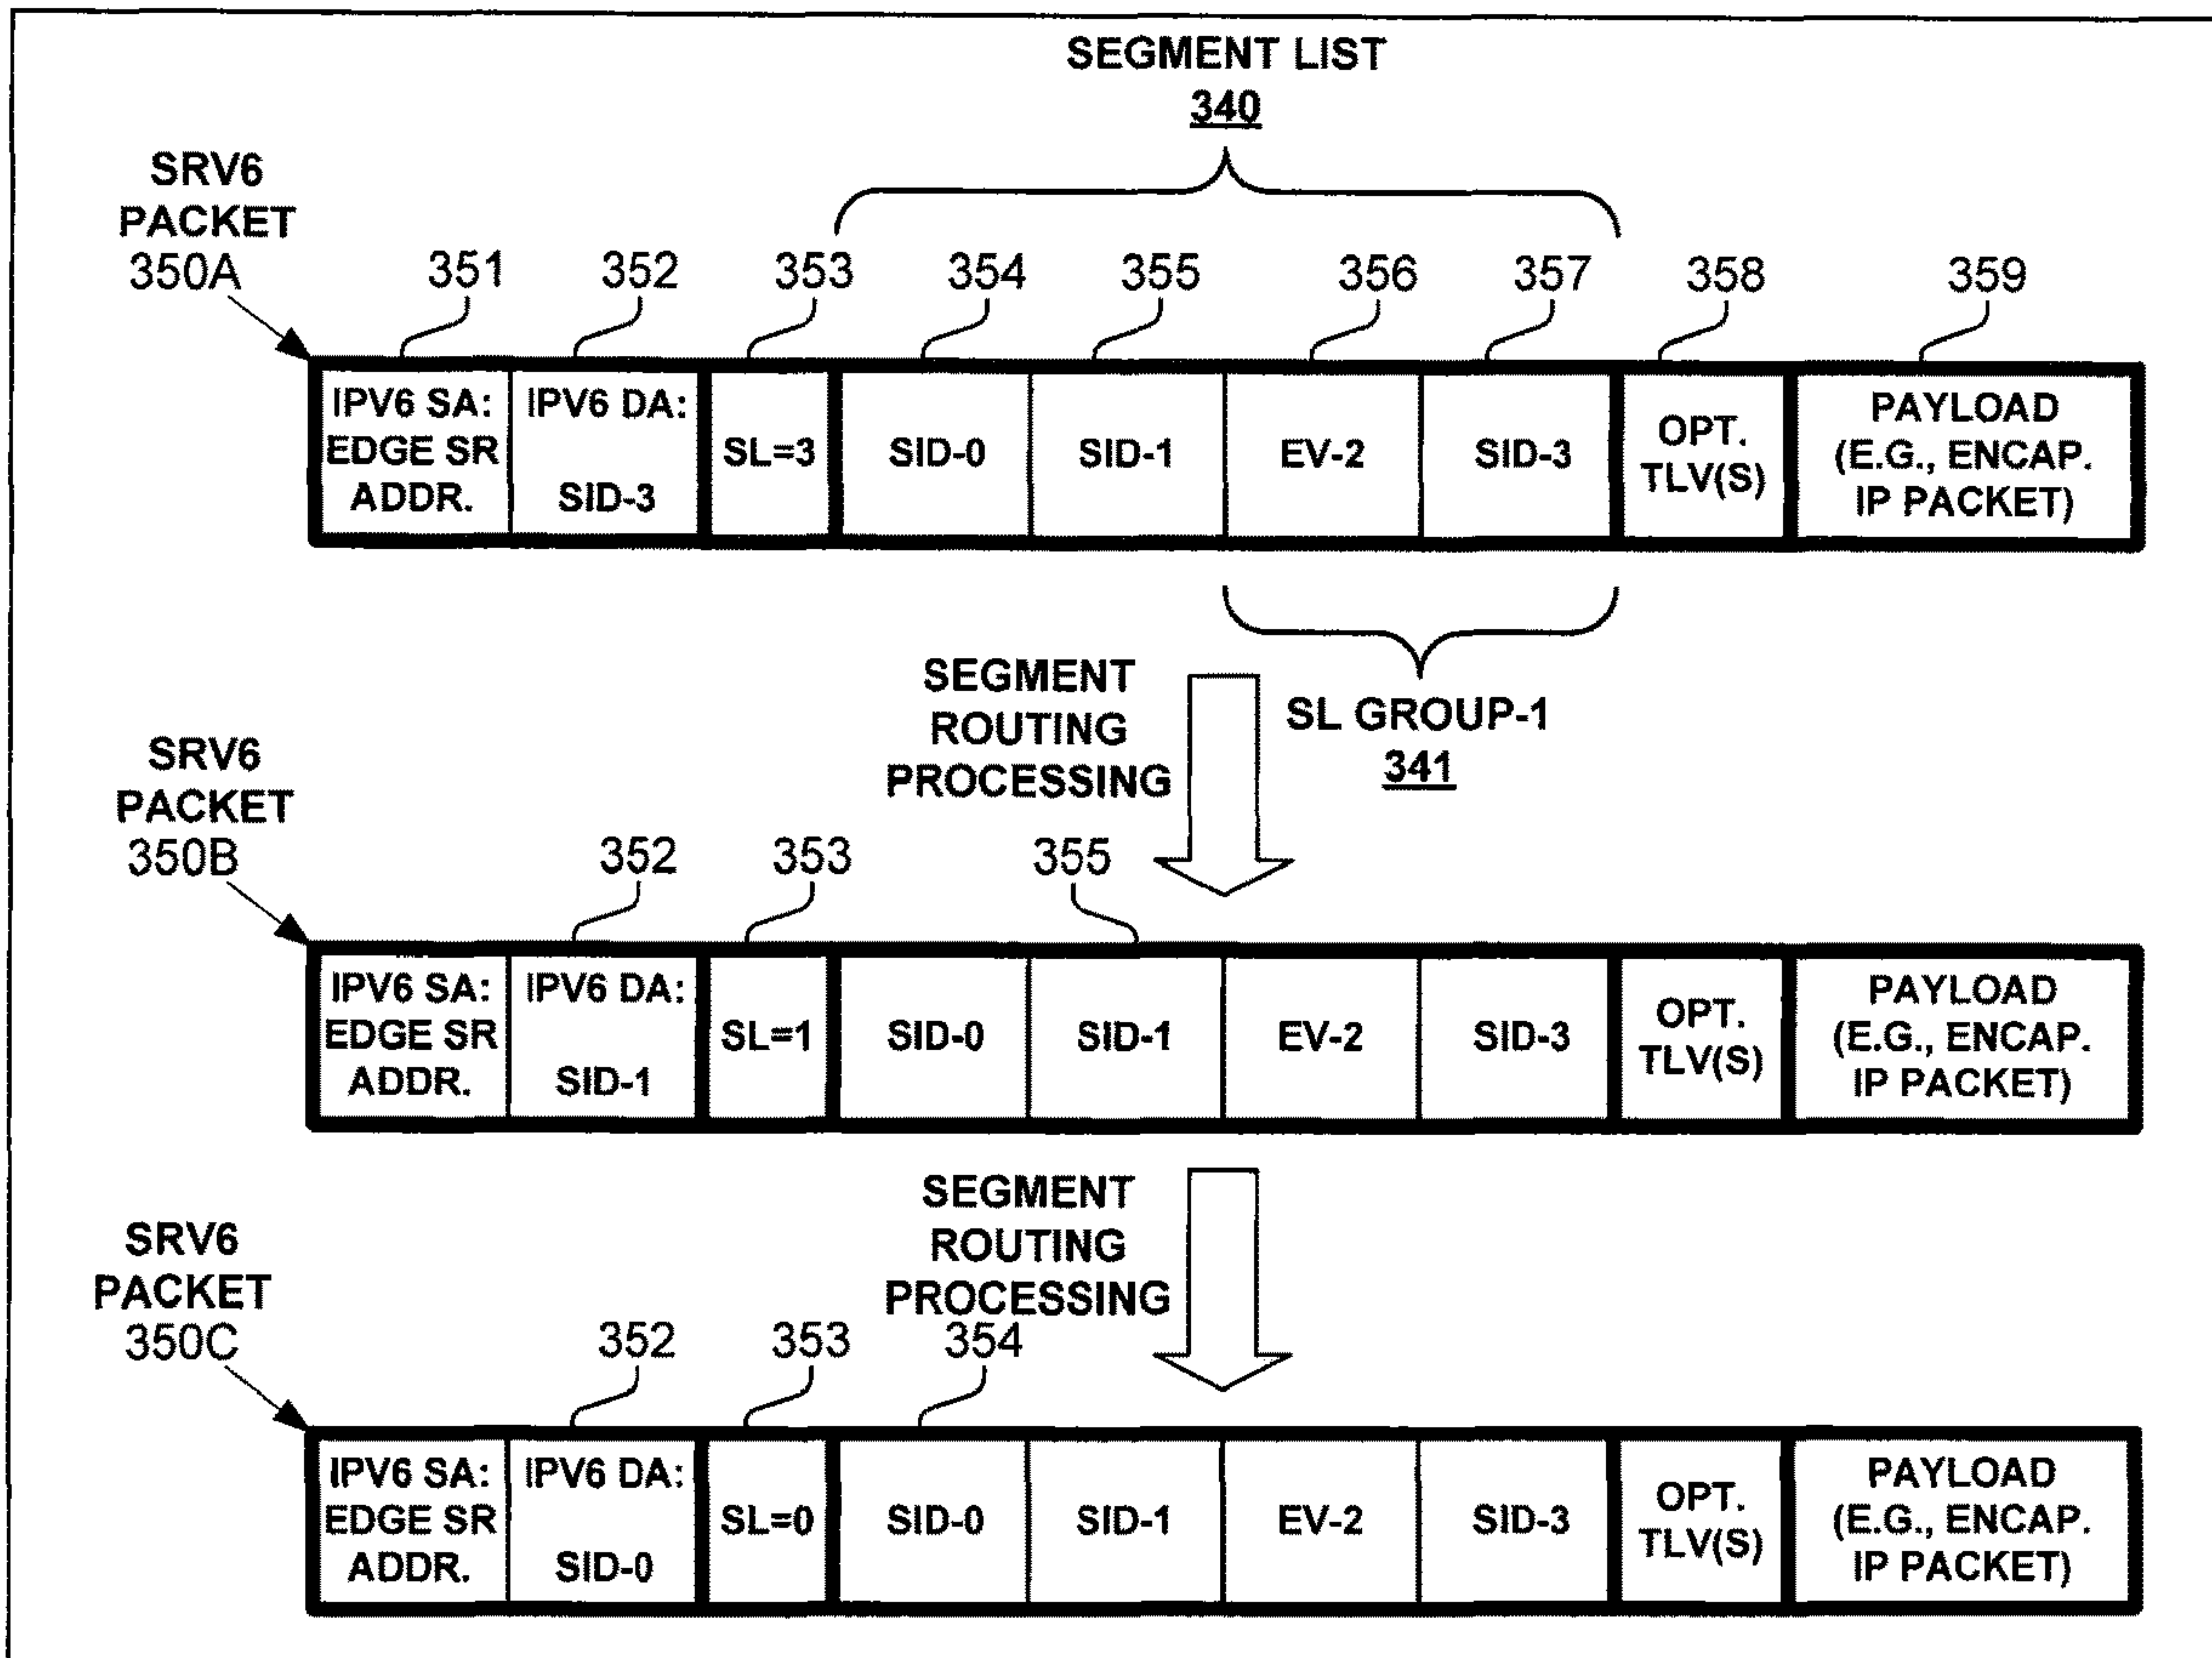 SEGMENT LIST
340
SRV6
PACKET
350A
351 352 353 354 355 356 357 358 359
IPV6 SA:
EDGE SR
ADDR.
IPV6 DA:
SID-3
SL=3
SID-0
SID-1
EV-2
SID-3
OPT.
TLV(S)
PAYLOAD
(E.G., ENCAP.
IP PACKET)
SEGMENT
ROUTING
PROCESSING
SL GROUP-1
341
SRV6
PACKET
350B
352 353 355
IPV6 SA:
EDGE SR
ADDR.
IPV6 DA:
SID-1
SL=1
SID-0
SID-1
EV-2
SID-3
OPT.
TLV(S)
PAYLOAD
(E.G., ENCAP.
IP PACKET)
SEGMENT
ROUTING
PROCESSING
SRV6
PACKET
350C
352 353 354
IPV6 SA:
EDGE SR
ADDR.
IPV6 DA:
SID-0
SL=0
SID-0
SID-1
EV-2
SID-3
OPT.
TLV(S)
PAYLOAD
(E.G., ENCAP.
IP PACKET)